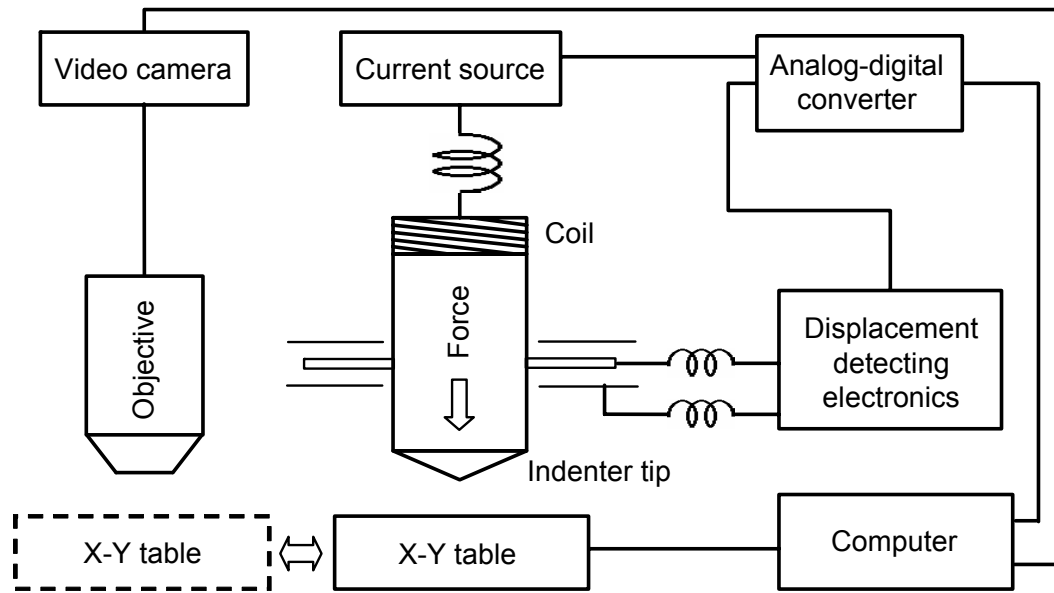 Video camera
Current source
Analog-digital
converter
Coil
Objective
Force
Displacement
detecting
electronics
Indenter tip
X-Y table
X-Y table
Computer